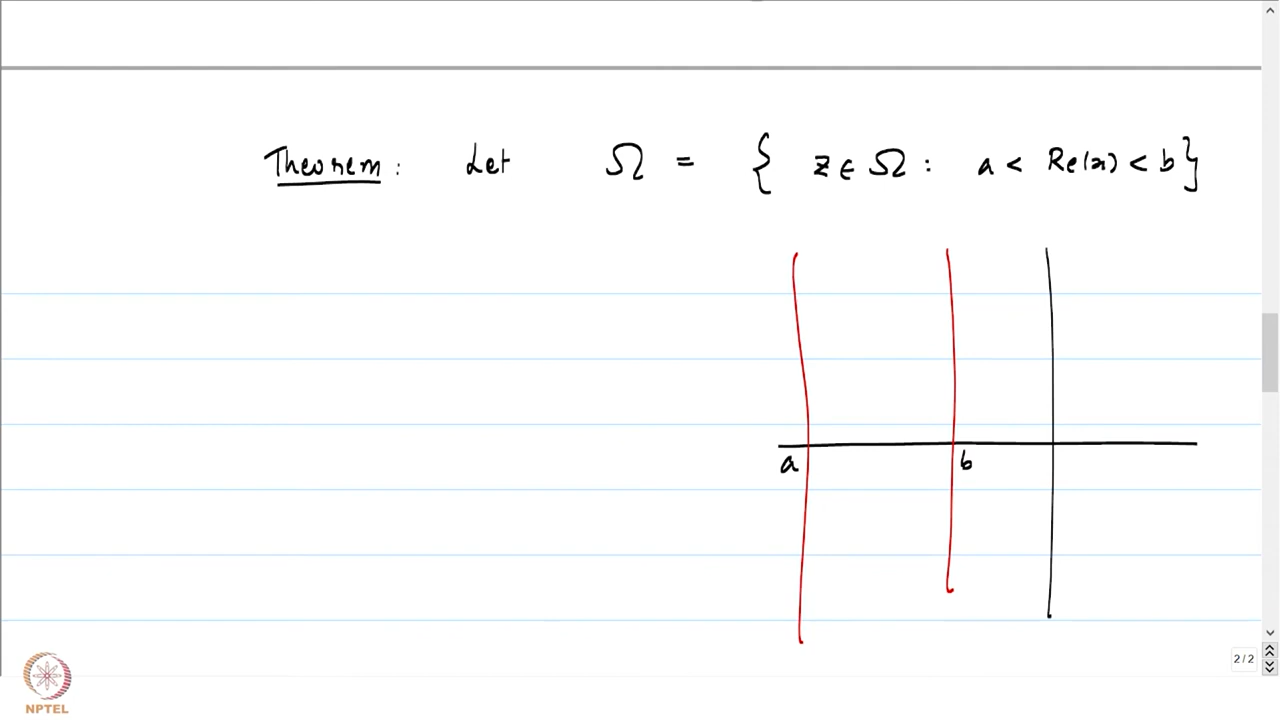 Theorem: Let Ω = { z ∈ Ω : a < Re(x) < b}
a b
2 / 2
NPTEL